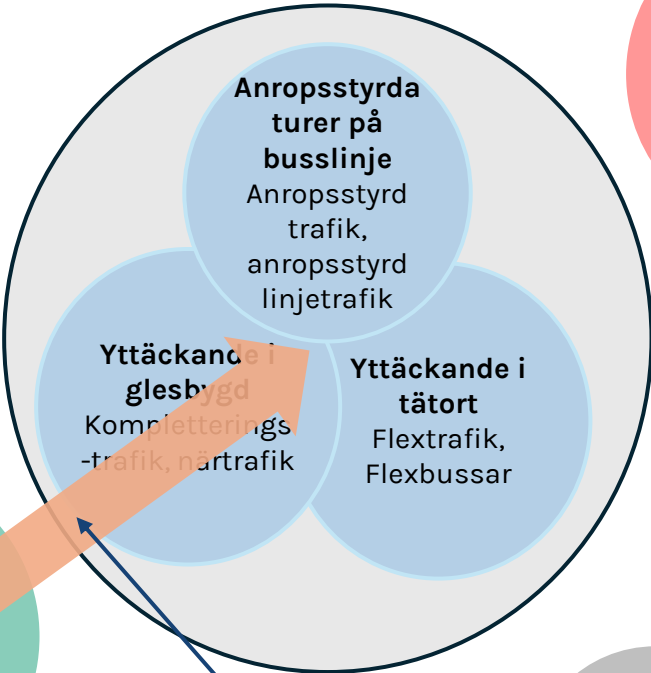 Anropsstyrda
turer på
busslinje
Anropsstyrd
trafik,
anropsstyrd
linjetrafik
Yttäckande i
glesbygd
Kompletterings
-trafik, närtrafik
Yttäckande i
tätort
Flextrafik,
Flexbussar